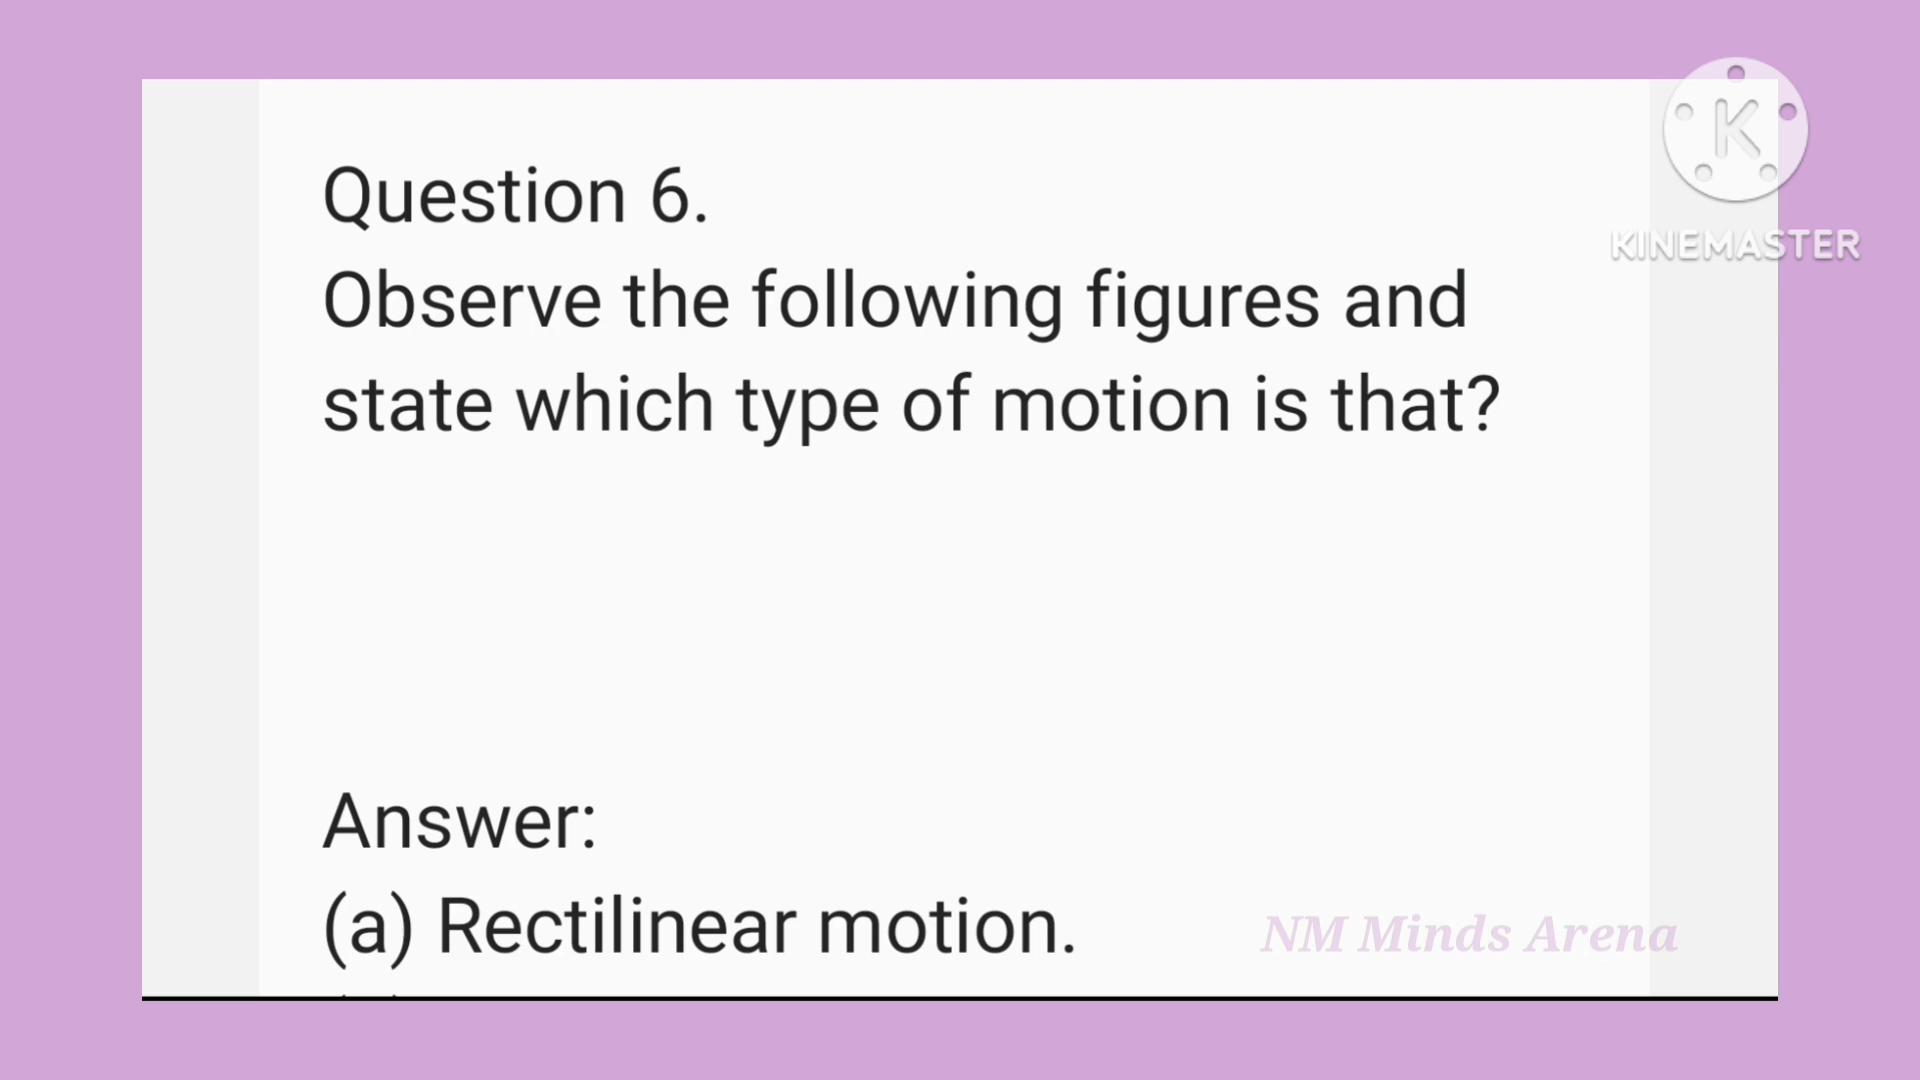 Question 6.
Observe the following figures and
state which type of motion is that?
Answer:
(a) Rectilinear motion.
K
KINEMASTER
NM Minds Arena